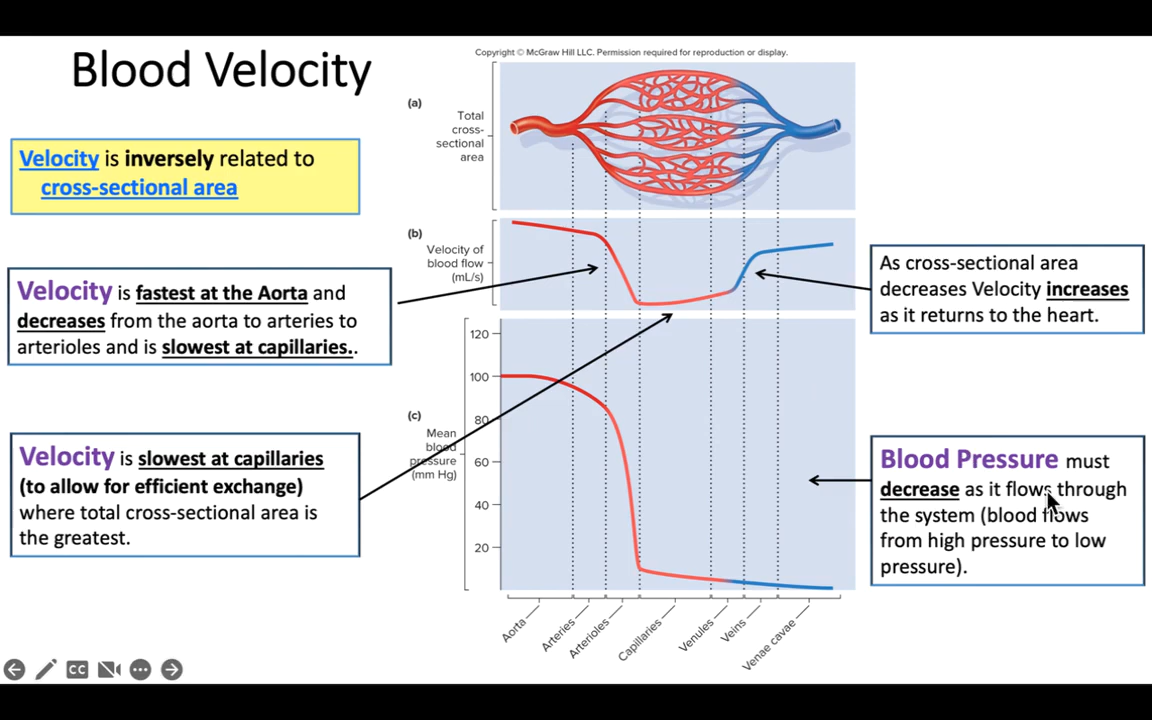 Copyright © McGraw Hill LLC. Permission required for reproduction or display.
Blood Velocity
Velocity is inversely related to
cross-sectional area
Velocity is fastest at the Aorta and
decreases from the aorta to arteries to
arterioles and is slowest at capillaries..
Velocity is slowest at capillaries
(to allow for efficient exchange)
where total cross-sectional area is
the greatest.
(a)
Total
cross-
sectional
area
(b)
Velocity of
blood flow
(mL/s)
(c)
Mean
blood
pressure
(mm Hg)
120
100
80
60
40
20
Aorta
Arteries
Arterioles
Capillaries
Venules
Veins
Venae cavae
As cross-sectional area
decreases Velocity increases
as it returns to the heart.
Blood Pressure must
decrease as it flows through
the system (blood flows
from high pressure to low
pressure).
CC